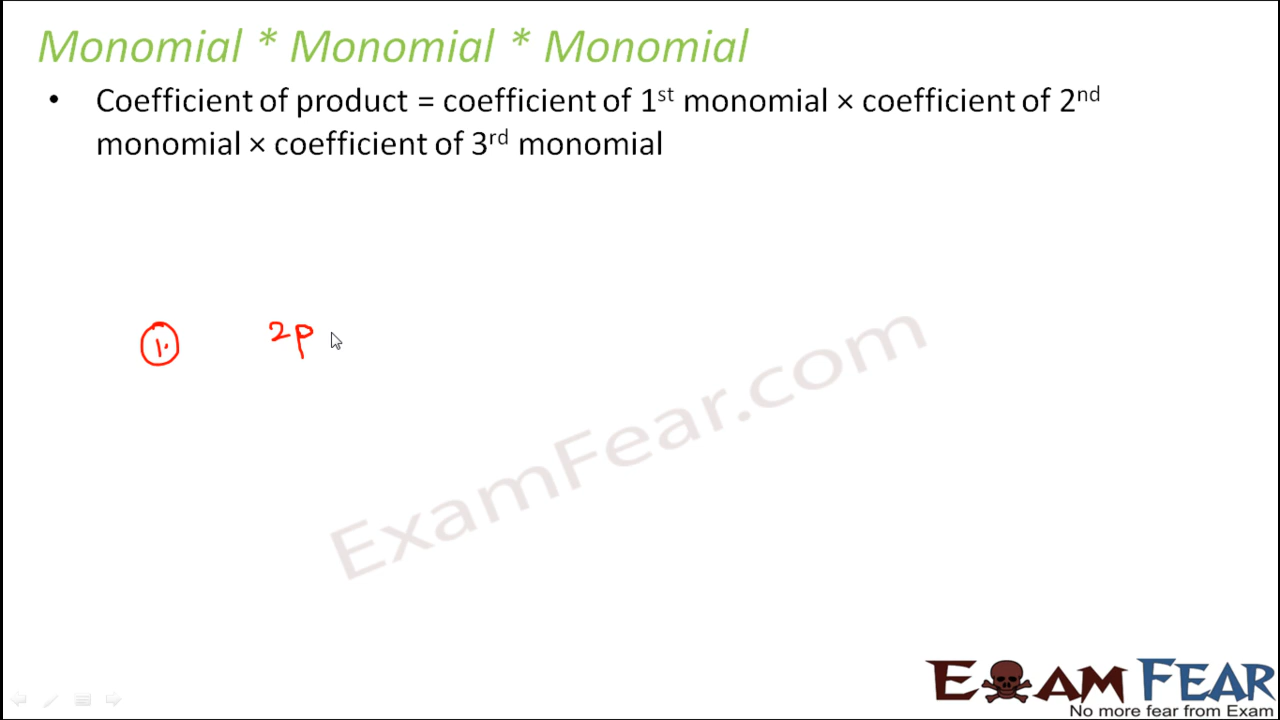 Monomial * Monomial * Monomial
• Coefficient of product = coefficient of 1st monomial × coefficient of 2nd
monomial × coefficient of 3rd monomial
1. 2p
ExamFear.com
EXAM FEAR
No more fear from Exam